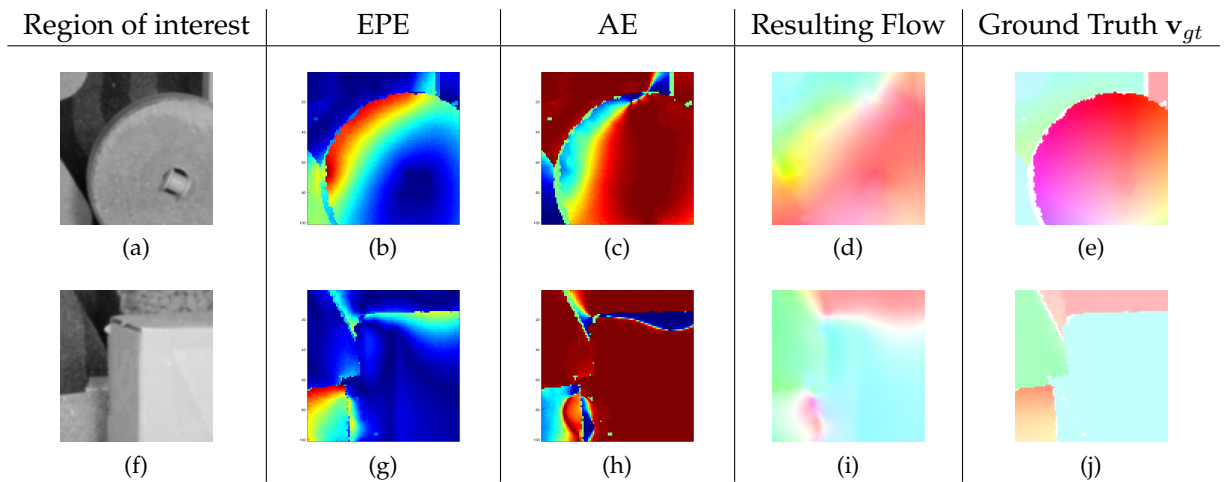 Region of interest EPE AE Resulting Flow Ground Truth v_gt
(a) (b) (c) (d) (e)
(f) (g) (h) (i) (j)